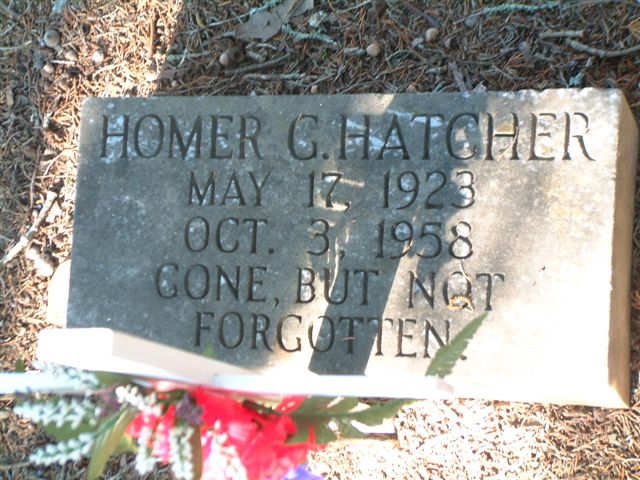 HOMER G. HATCHER
MAY 17, 1923
OCT. 3, 1958
GONE, BUT NOT
FORGOTTEN.